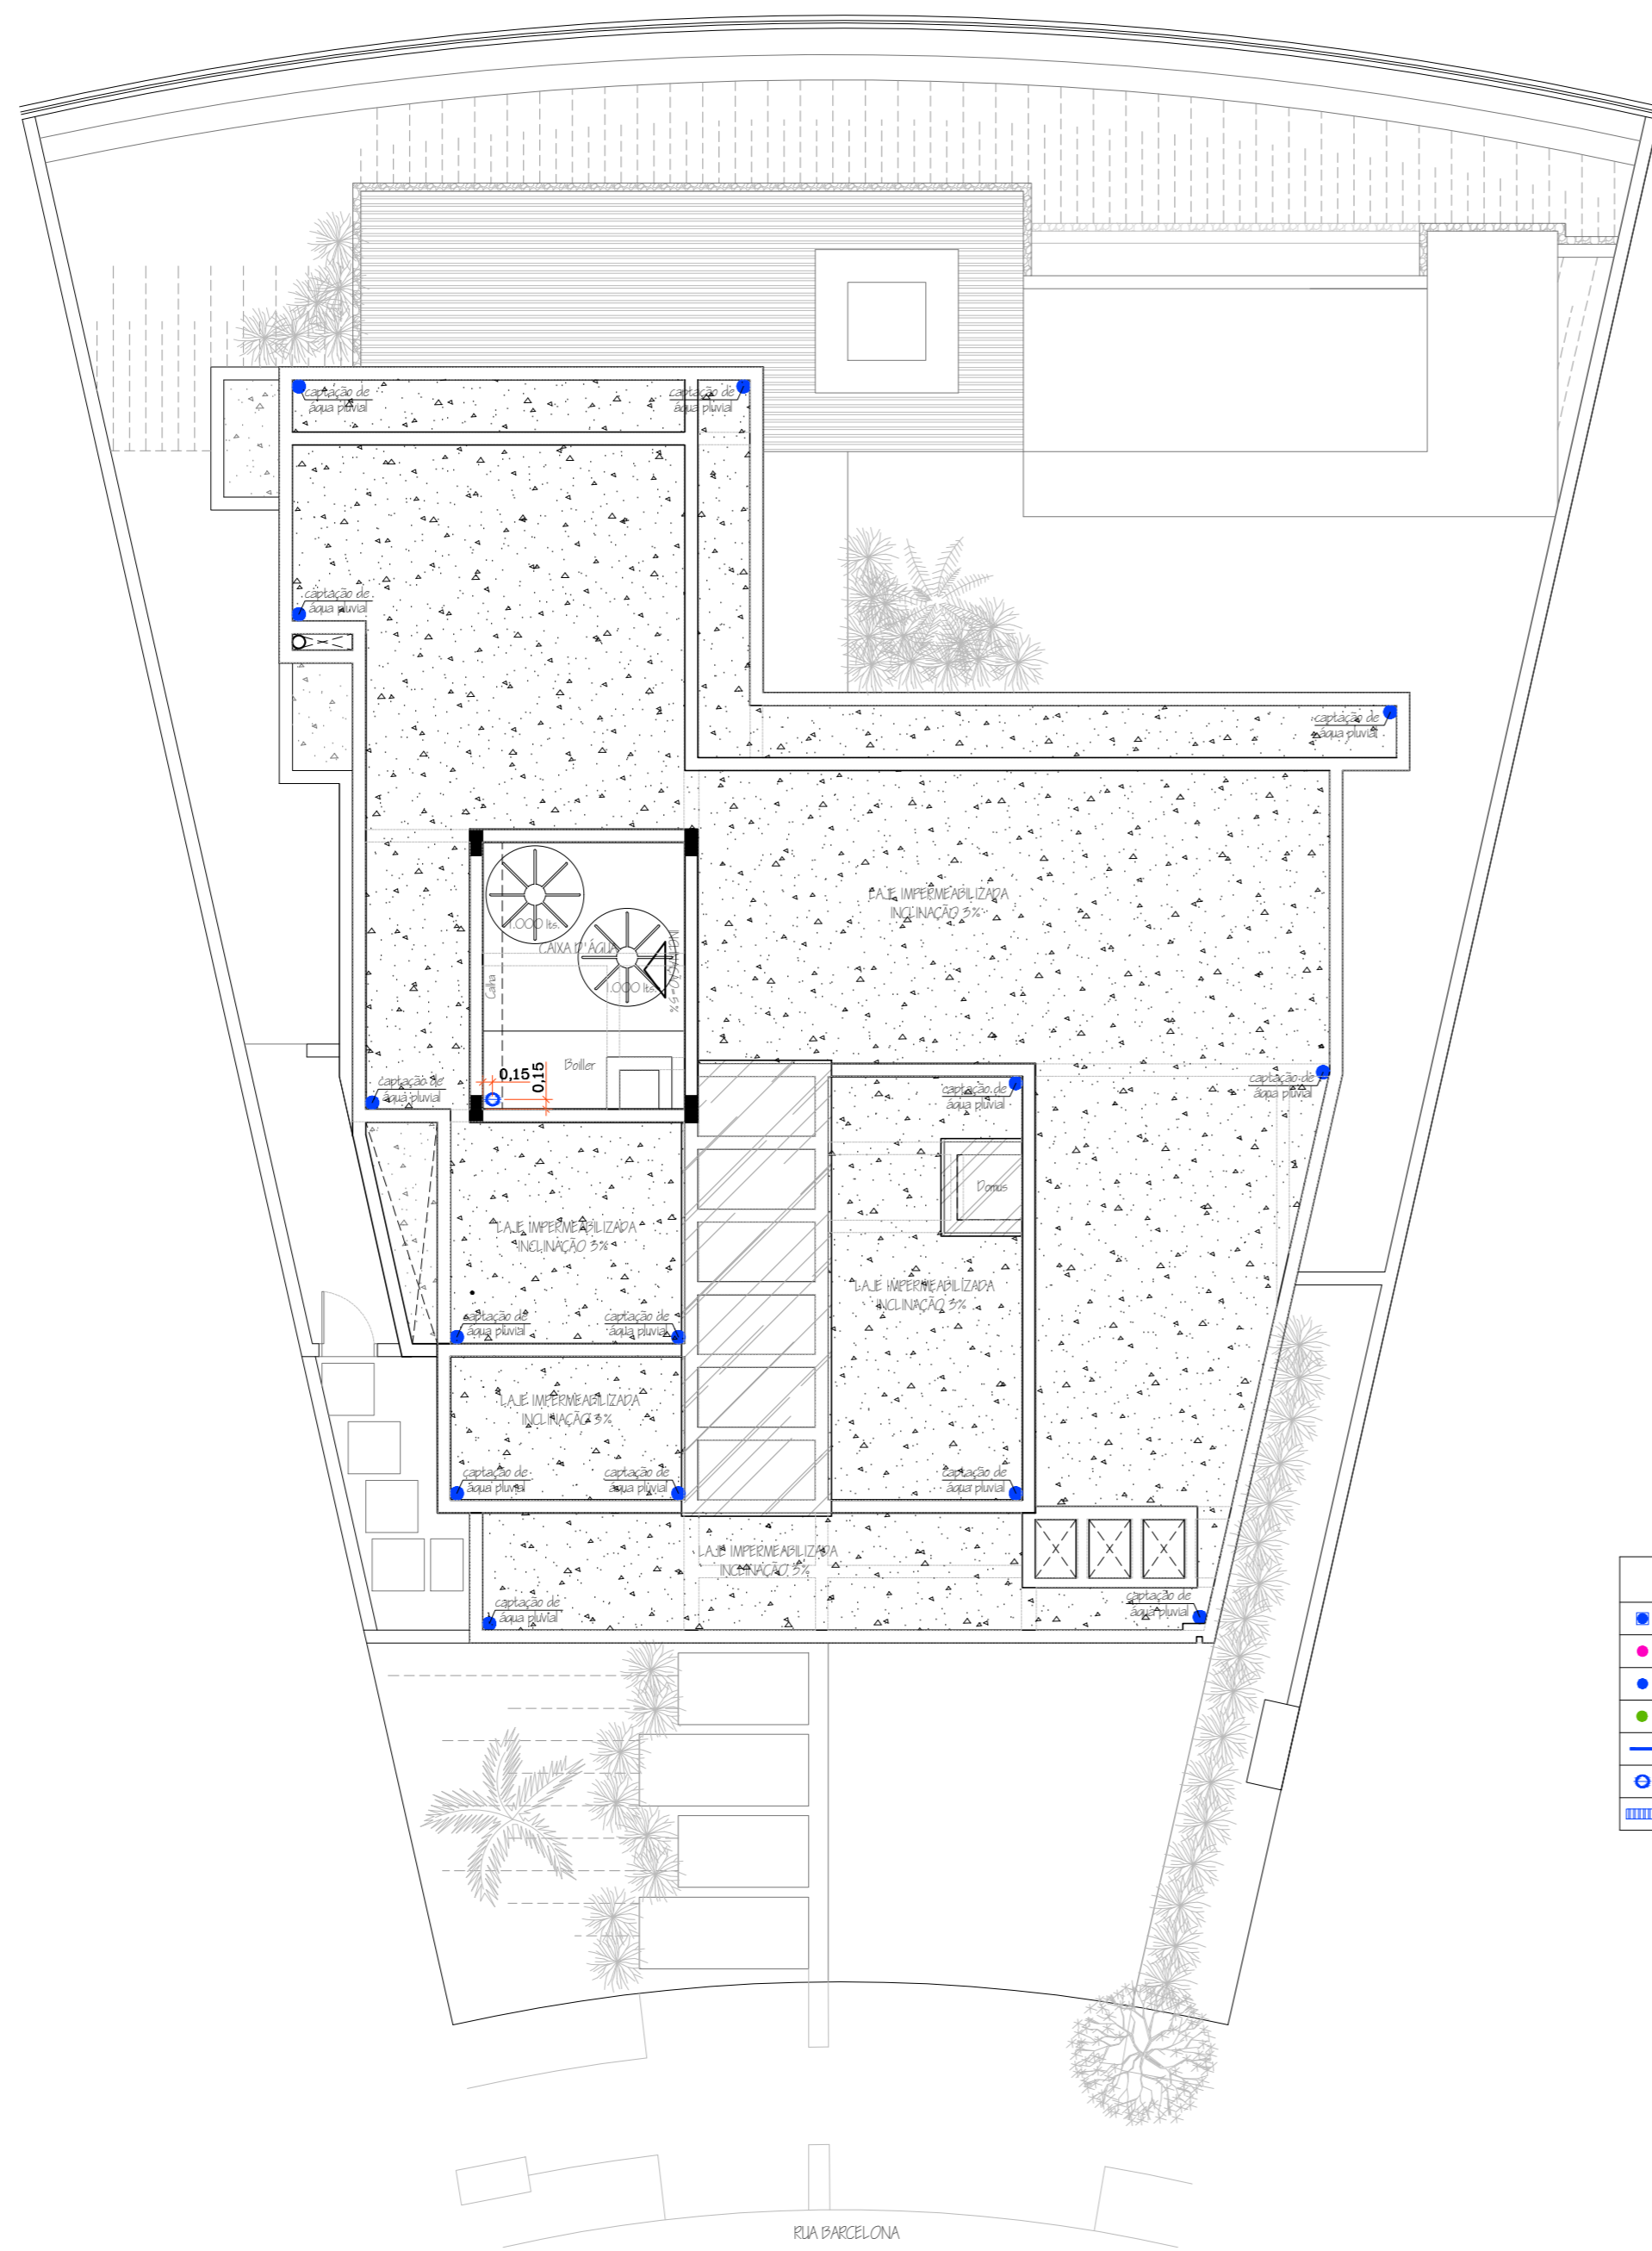 captação de
água pluvial
captação de
água pluvial
captação de
água pluvial
captação de
água pluvial
LAJE IMPERMEABILIZADA
INCLINAÇÃO 3%
1.000 lts.
CAIXA D'ÁGUA
1.000 lts.
INCLINAÇÃO=5%
Calha
Boiller
0,15
0,15
captação de
água pluvial
captação de
água pluvial
captação de
água pluvial
Domus
LAJE IMPERMEABILIZADA
INCLINAÇÃO 3%
LAJE IMPERMEABILIZADA
INCLINAÇÃO 3%
captação de
água pluvial
captação de
água pluvial
LAJE IMPERMEABILIZADA
INCLINAÇÃO 3%
captação de
água pluvial
captação de
água pluvial
captação de
água pluvial
LAJE IMPERMEABILIZADA
INCLINAÇÃO 3%
captação de
água pluvial
captação de
água pluvial
RUA BARCELONA